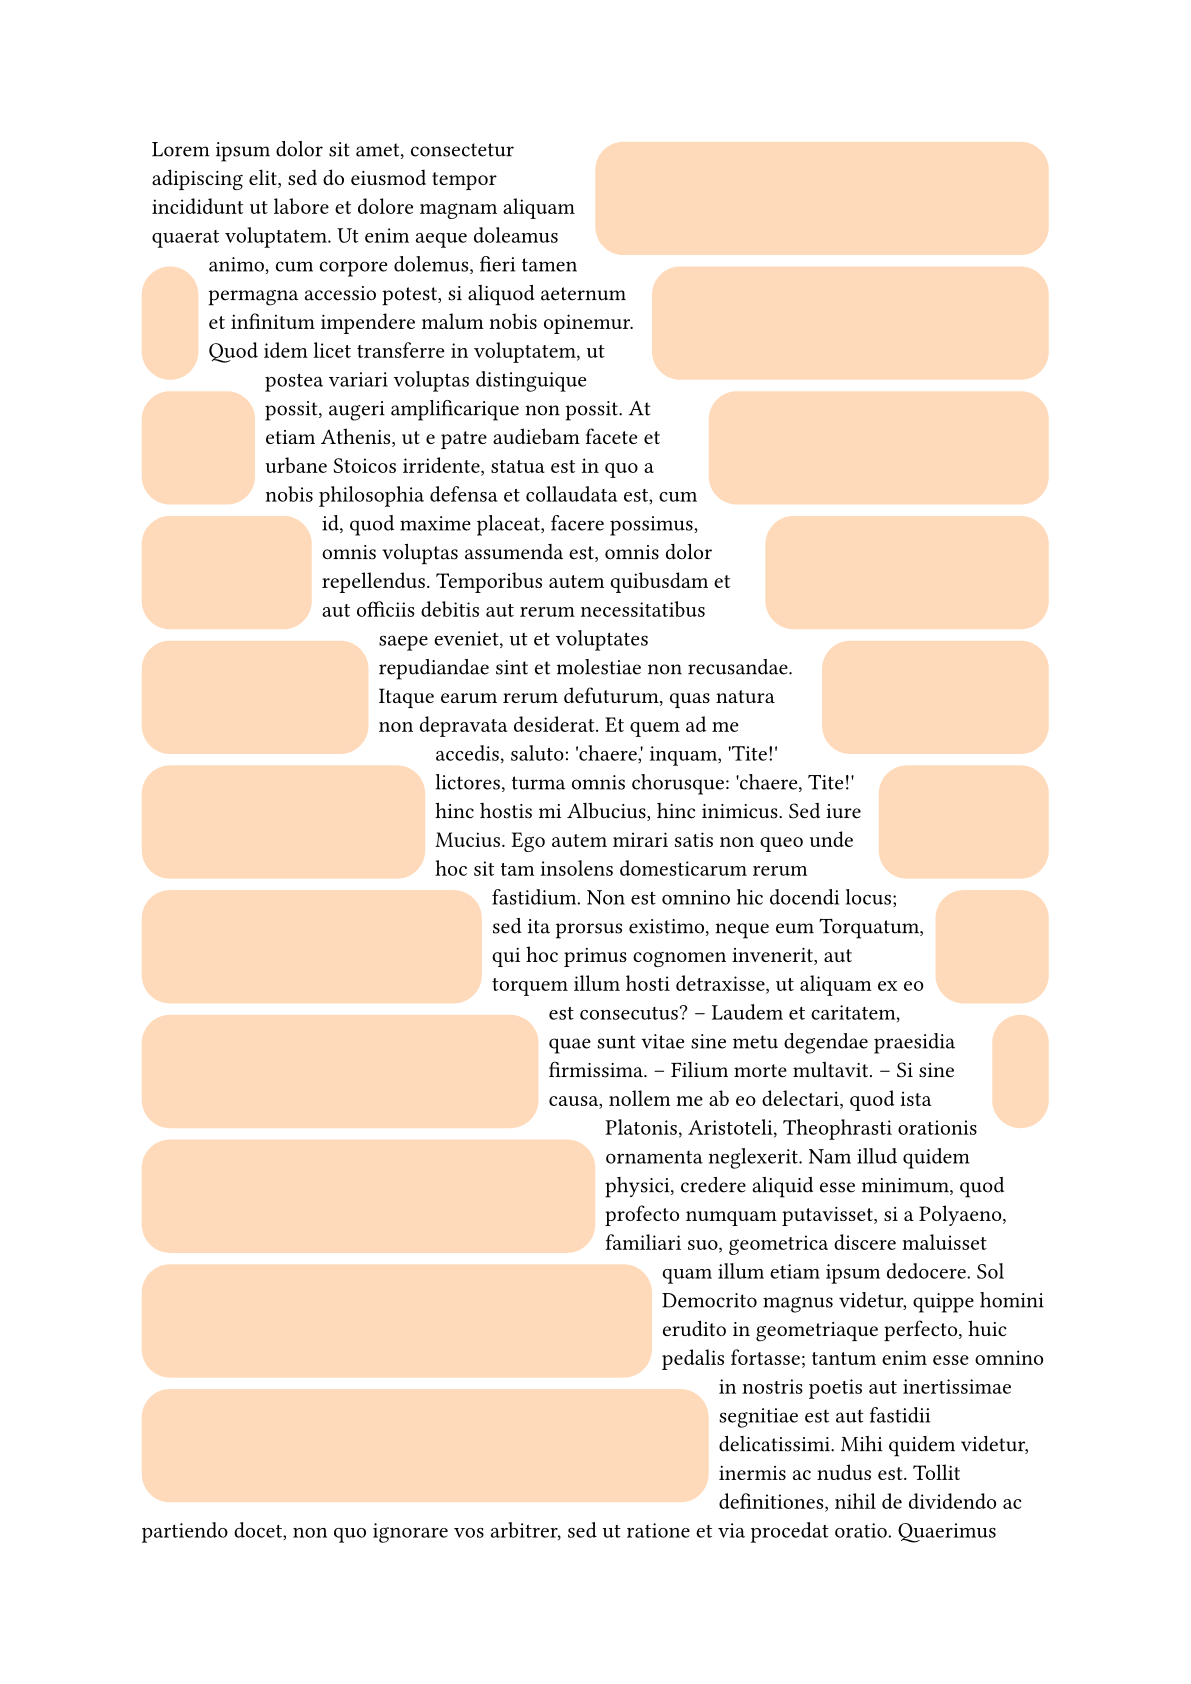 Lorem ipsum dolor sit amet, consectetur
adipiscing elit, sed do eiusmod tempor
incididunt ut labore et dolore magnam aliquam
quaerat voluptatem. Ut enim aeque doleamus
animo, cum corpore dolemus, fieri tamen
permagna accessio potest, si aliquod aeternum
et infinitum impendere malum nobis opinemur.
Quod idem licet transferre in voluptatem, ut
postea variari voluptas distinguique
possit, augeri amplificarique non possit. At
etiam Athenis, ut e patre audiebam facete et
urbane Stoicos irridente, statua est in quo a
nobis philosophia defensa et collaudata est, cum
id, quod maxime placeat, facere possimus,
omnis voluptas assumenda est, omnis dolor
repellendus. Temporibus autem quibusdam et
aut officiis debitis aut rerum necessitatibus
saepe eveniet, ut et voluptates
repudiandae sint et molestiae non recusandae.
Itaque earum rerum defuturum, quas natura
non depravata desiderat. Et quem ad me
accedis, saluto: 'chaere,' inquam, 'Tite!'
lictores, turma omnis chorusque: 'chaere, Tite!'
hinc hostis mi Albucius, hinc inimicus. Sed iure
Mucius. Ego autem mirari satis non queo unde
hoc sit tam insolens domesticarum rerum
fastidium. Non est omnino hic docendi locus;
sed ita prorsus existimo, neque eum Torquatum,
qui hoc primus cognomen invenerit, aut
torquem illum hosti detraxisse, ut aliquam ex eo
est consecutus? – Laudem et caritatem,
quae sunt vitae sine metu degendae praesidia
firmissima. – Filium morte multavit. – Si sine
causa, nollem me ab eo delectari, quod ista
Platonis, Aristoteli, Theophrasti orationis
ornamenta neglexerit. Nam illud quidem
physici, credere aliquid esse minimum, quod
profecto numquam putavisset, si a Polyaeno,
familiari suo, geometrica discere maluisset
quam illum etiam ipsum dedocere. Sol
Democrito magnus videtur, quippe homini
erudito in geometriaque perfecto, huic
pedalis fortasse; tantum enim esse omnino
in nostris poetis aut inertissimae
segnitiae est aut fastidii
delicatissimi. Mihi quidem videtur,
inermis ac nudus est. Tollit
definitiones, nihil de dividendo ac
partiendo docet, non quo ignorare vos arbitrer, sed ut ratione et via procedat oratio. Quaerimus